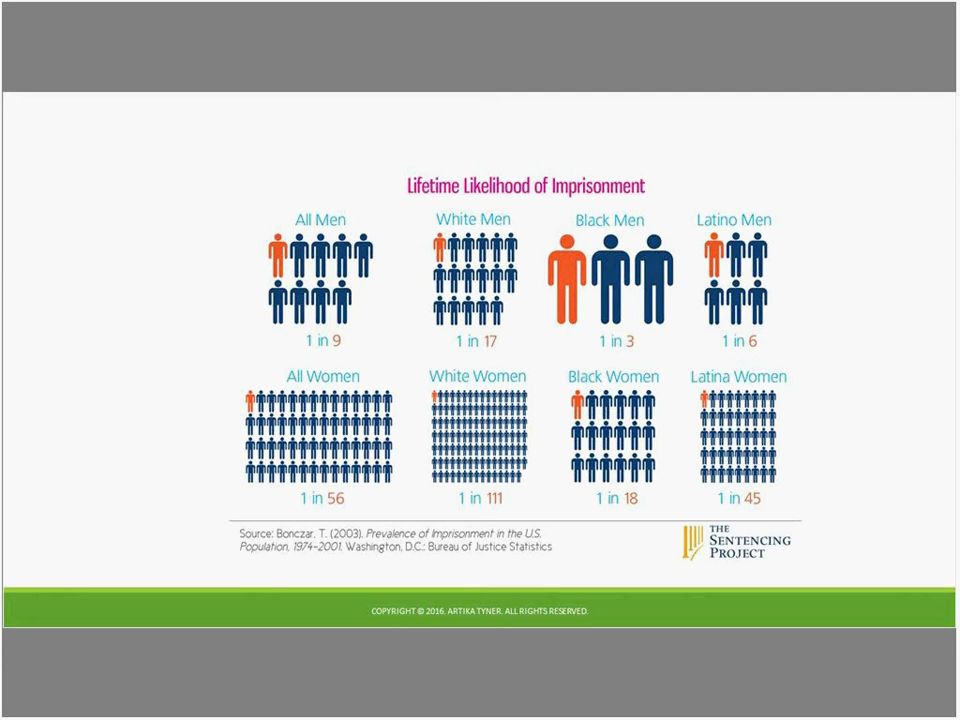 Lifetime Likelihood of Imprisonment
All Men
White Men
Black Men
Latino Men
1 in 9
1 in 17
1 in 3
1 in 6
All Women
White Women
Black Women
Latina Women
1 in 56
1 in 111
1 in 18
1 in 45
Source: Bonczar, T. (2003). Prevalence of Imprisonment in the U.S.
Population, 1974-2001. Washington, D.C.: Bureau of Justice Statistics
THE
SENTENCING
PROJECT
COPYRIGHT © 2016, ARTIKA TYNER. ALL RIGHTS RESERVED.